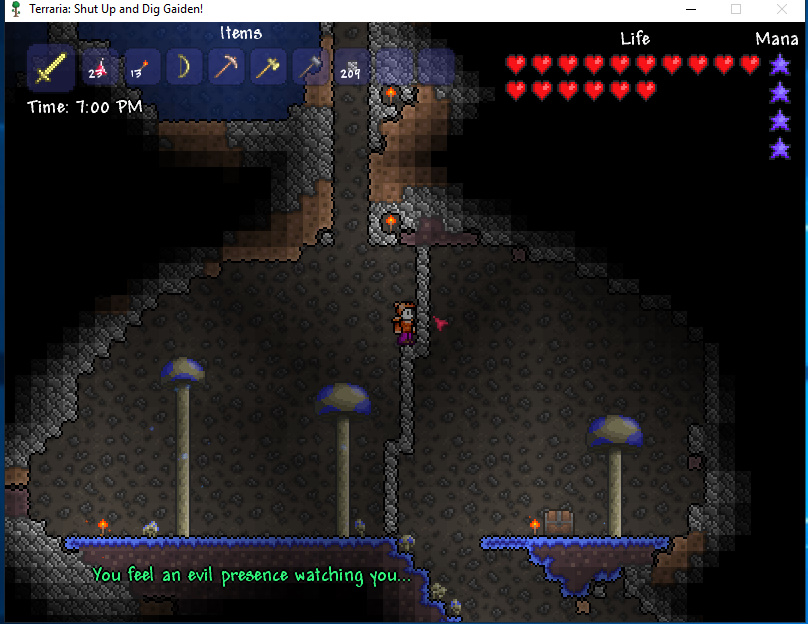 Terraria: Shut Up and Dig Gaiden!
Items
Life
Mana
23
13
209
Time: 7:00 PM
You feel an evil presence watching you...